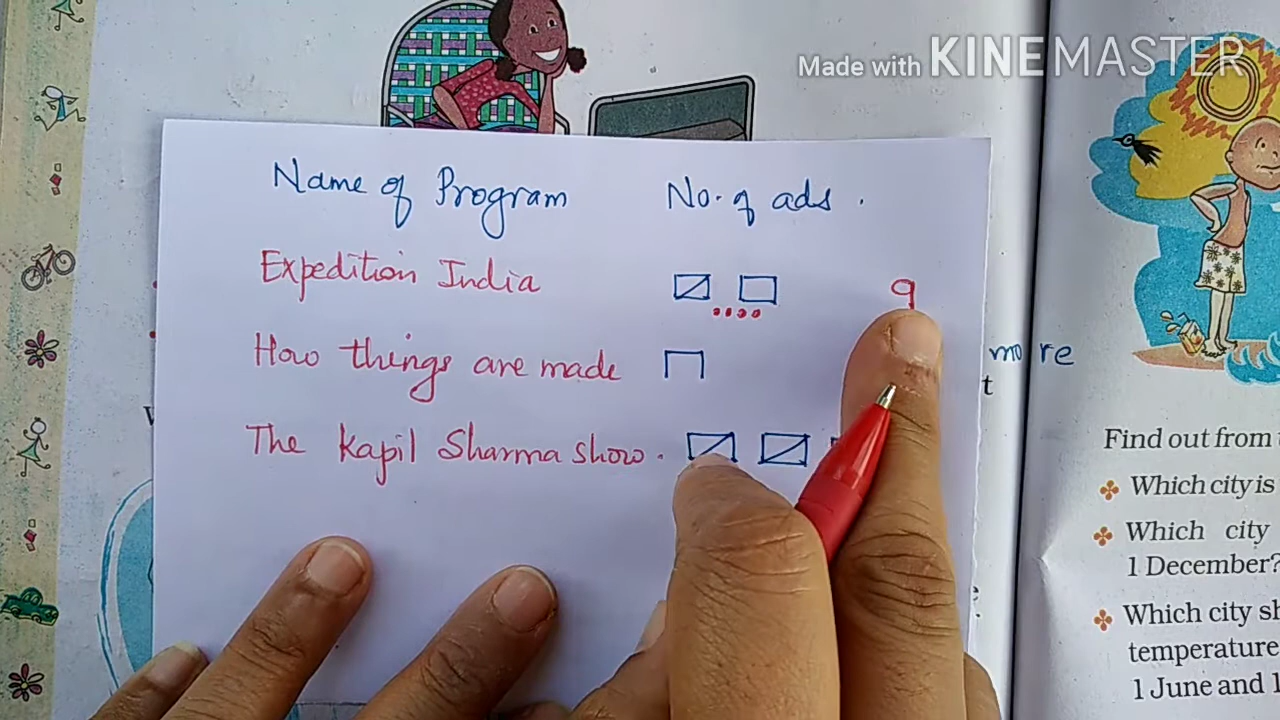 Made with KINEMASTER
Name of Program No. of ads.
Expedition India 9
How things are made
The Kapil Sharma show.
more
t
Find out from
Which city is
Which city
1 December?
Which city
temperature
1 June and 1